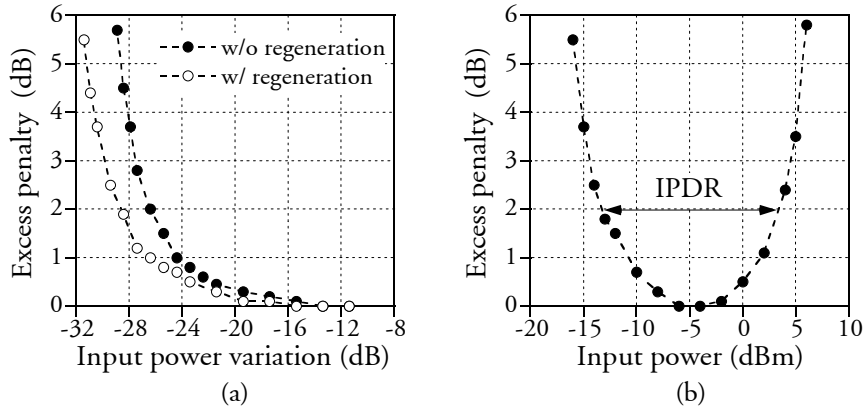 6
5
4
3
2
1
0
Excess penalty (dB)
w/o regeneration
w/ regeneration
-32 -28 -24 -20 -16 -12 -8
Input power variation (dB)
(a)
6
5
4
3
2
1
0
Excess penalty (dB)
IPDR
-20 -15 -10 -5 0 5 10
Input power (dBm)
(b)